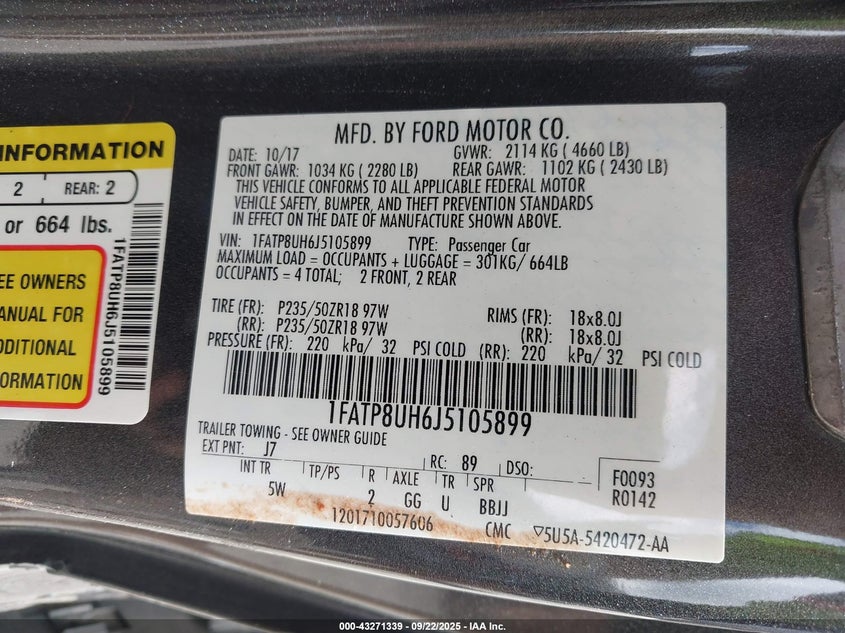 INFORMATION
2 REAR: 2
or 664 lbs.
EE OWNERS
ANUAL FOR
DDITIONAL
FORMATION
1FATP8UH6J5105899
MFD. BY FORD MOTOR CO.
DATE: 10/17 GVWR: 2114 KG ( 4660 LB)
FRONT GAWR: 1034 KG ( 2280 LB) REAR GAWR: 1102 KG ( 2430 LB)
THIS VEHICLE CONFORMS TO ALL APPLICABLE FEDERAL MOTOR
VEHICLE SAFETY, BUMPER, AND THEFT PREVENTION STANDARDS
IN EFFECT ON THE DATE OF MANUFACTURE SHOWN ABOVE.
VIN: 1FATP8UH6J5105899 TYPE: Passenger Car
MAXIMUM LOAD = OCCUPANTS + LUGGAGE = 301KG/ 664LB
OCCUPANTS = 4 TOTAL; 2 FRONT, 2 REAR
TIRE (FR): P235/50ZR18 97W RIMS (FR): 18x8.0J
(RR): P235/50ZR18 97W (RR): 18x8.0J
PRESSURE (FR): 220 kPa/ 32 PSI COLD (RR): 220 kPa/ 32 PSI COLD
1FATP8UH6J5105899
TRAILER TOWING - SEE OWNER GUIDE
EXT PNT: J7 RC: 89 DSO: F0093
INT TR TP/PS R AXLE TR SPR R0142
5W 2 GG U BBJJ
1201710057606 CMC ▽5U5A-5420472-AA
000-43271339 - 09/22/2025 - IAA Inc.